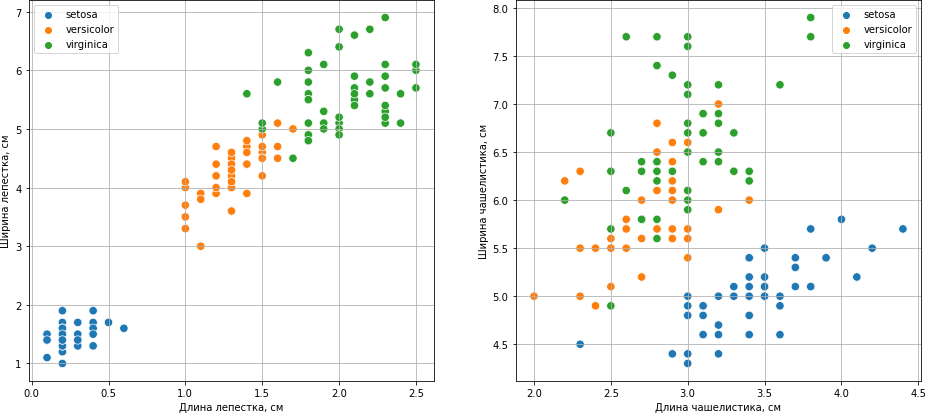 setosa
versicolor
virginica
7
6
5
4
3
2
1
0.0 0.5 1.0 1.5 2.0 2.5
Ширина лепестка, см
Длина лепестка, см
setosa
versicolor
virginica
8.0
7.5
7.0
6.5
6.0
5.5
5.0
4.5
2.0 2.5 3.0 3.5 4.0 4.5
Ширина чашелистика, см
Длина чашелистика, см